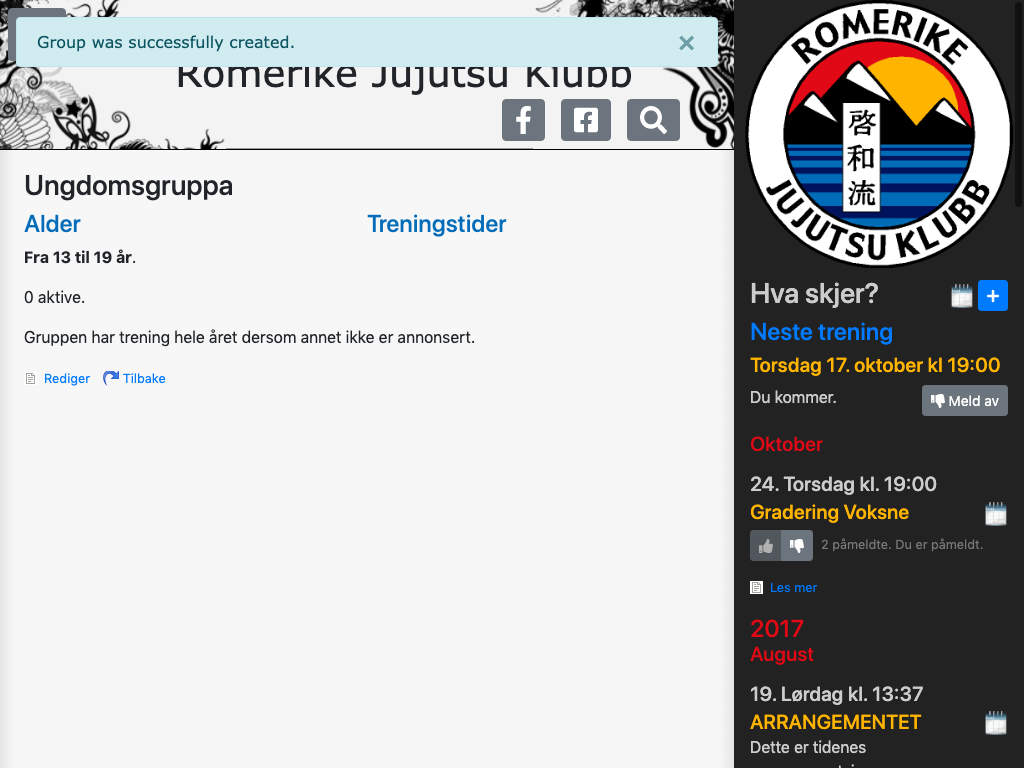 Group was successfully created.
×
Romerike Jujutsu Klubb
Ungdomsgruppa
Alder
Fra 13 til 19 år.
0 aktive.
Treningstider
Gruppen har trening hele året dersom annet ikke er annonsert.
Rediger Tilbake
ROMERIKE
啓和流
JUJUTSU KLUBB
Hva skjer?
+
Neste trening
Torsdag 17. oktober kl 19:00
Du kommer.
Meld av
Oktober
24. Torsdag kl. 19:00
Gradering Voksne
2 påmeldte. Du er påmeldt.
Les mer
2017
August
19. Lørdag kl. 13:37
ARRANGEMENTET
Dette er tidenes